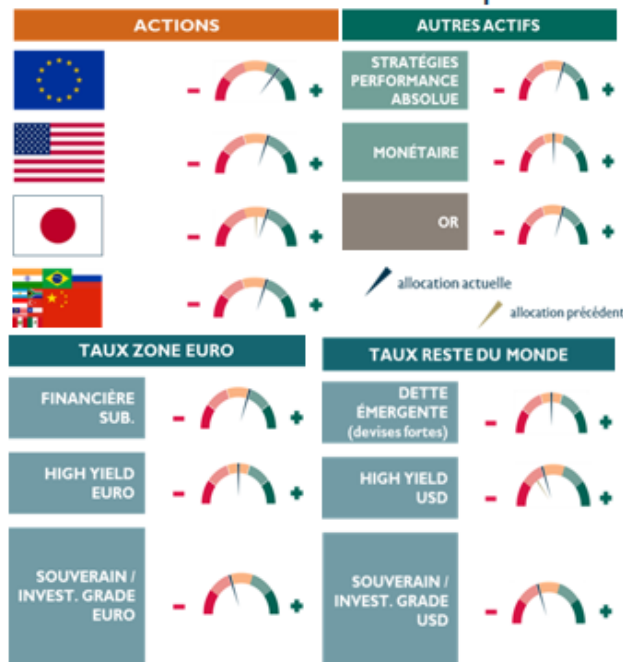 ACTIONS
- +
- +
- +
- +
AUTRES ACTIFS
STRATÉGIES
PERFORMANCE
ABSOLUE
- +
MONÉTAIRE
- +
OR
- +
allocation actuelle
allocation précédent
TAUX ZONE EURO
FINANCIÈRE
SUB.
- +
HIGH YIELD
EURO
- +
SOUVERAIN /
INVEST. GRADE
EURO
- +
TAUX RESTE DU MONDE
DETTE
ÉMERGENTE
(devises fortes)
- +
HIGH YIELD
USD
- +
SOUVERAIN /
INVEST. GRADE
USD
- +